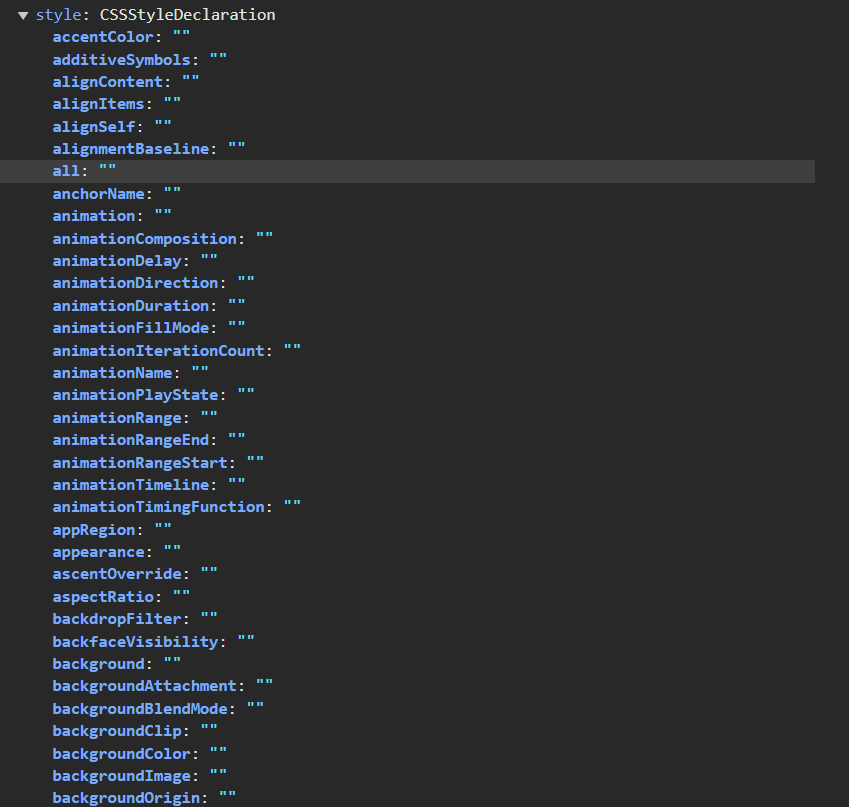 ▼ style: CSSStyleDeclaration
accentColor: ""
additiveSymbols: ""
alignContent: ""
alignItems: ""
alignSelf: ""
alignmentBaseline: ""
all: ""
anchorName: ""
animation: ""
animationComposition: ""
animationDelay: ""
animationDirection: ""
animationDuration: ""
animationFillMode: ""
animationIterationCount: ""
animationName: ""
animationPlayState: ""
animationRange: ""
animationRangeEnd: ""
animationRangeStart: ""
animationTimeline: ""
animationTimingFunction: ""
appRegion: ""
appearance: ""
ascentOverride: ""
aspectRatio: ""
backdropFilter: ""
backfaceVisibility: ""
background: ""
backgroundAttachment: ""
backgroundBlendMode: ""
backgroundClip: ""
backgroundColor: ""
backgroundImage: ""
backgroundOrigin: ""